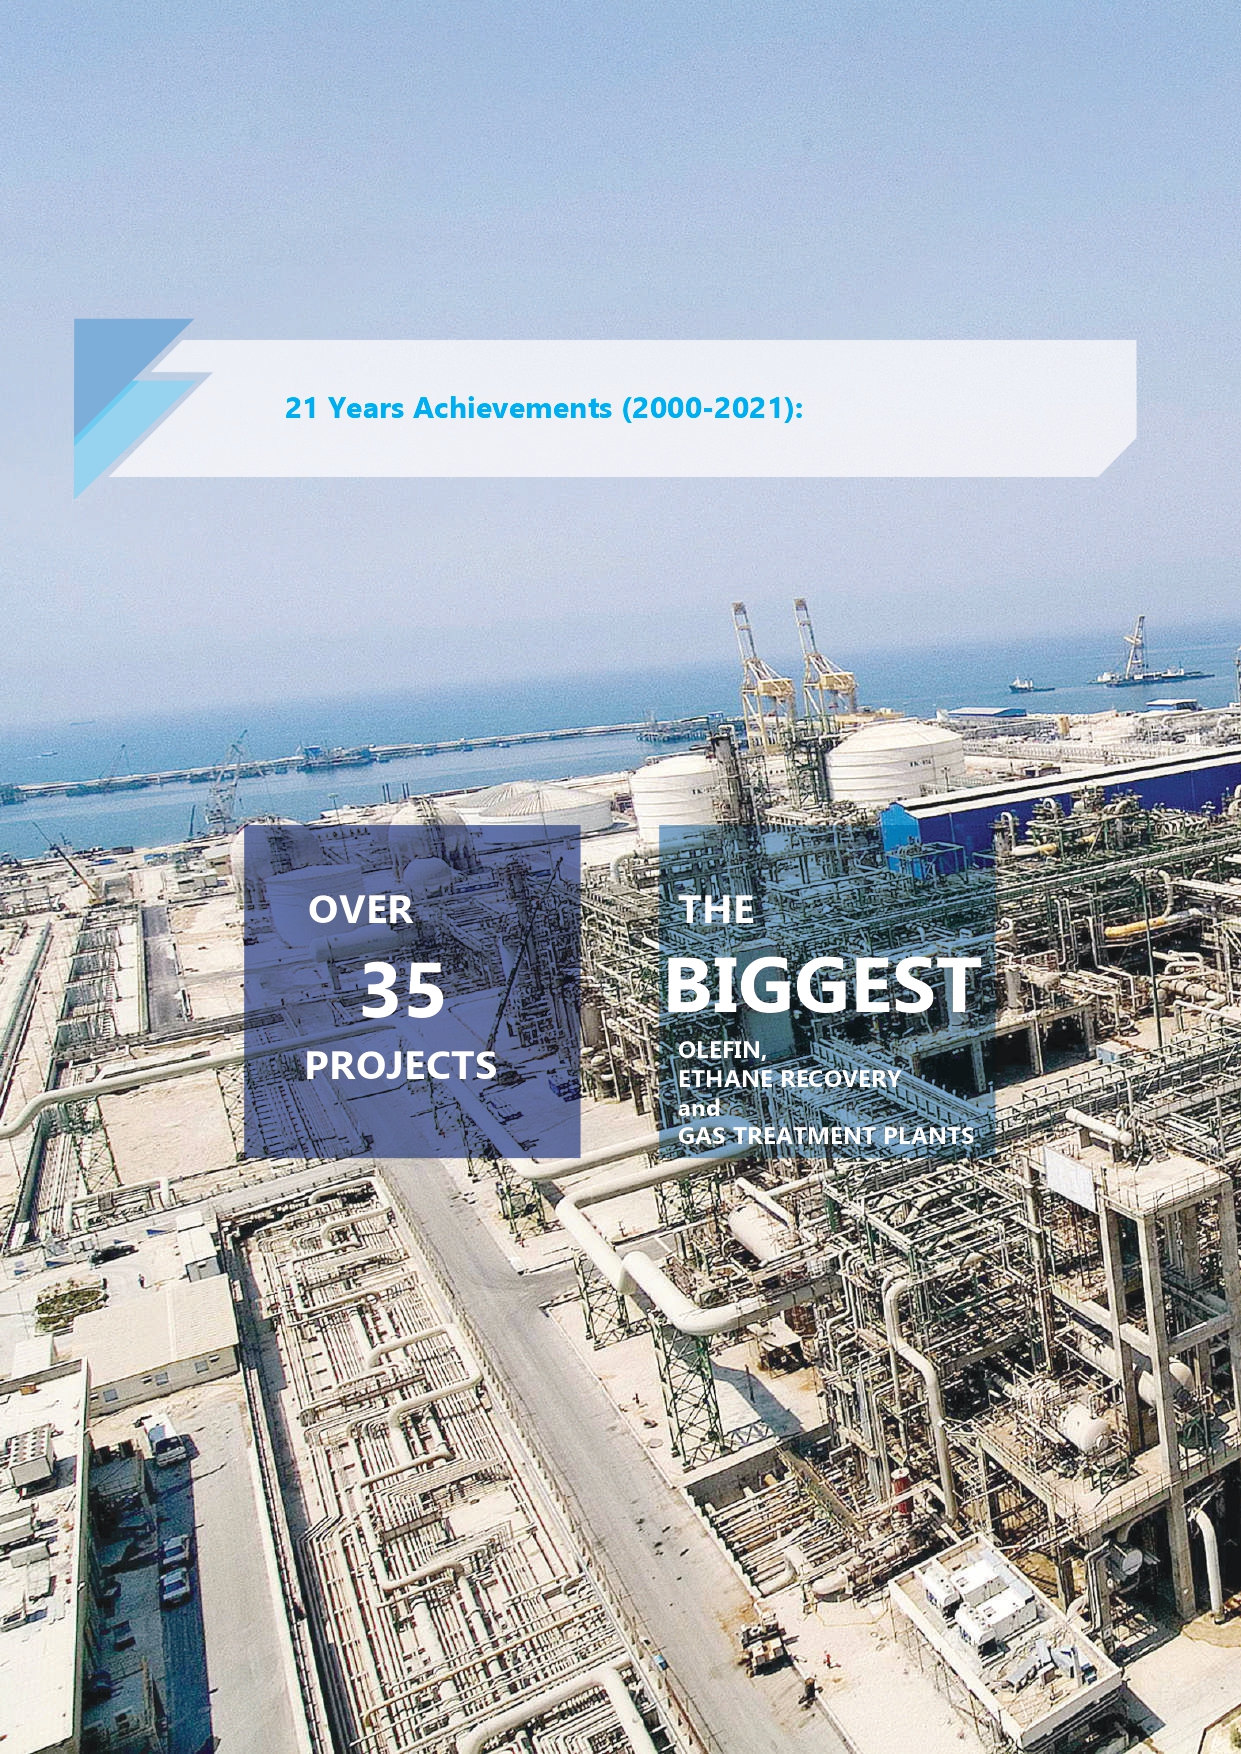 21 Years Achievements (2000-2021):
OVER
35
PROJECTS
THE
BIGGEST
OLEFIN,
ETHANE RECOVERY
and
GAS TREATMENT PLANTS